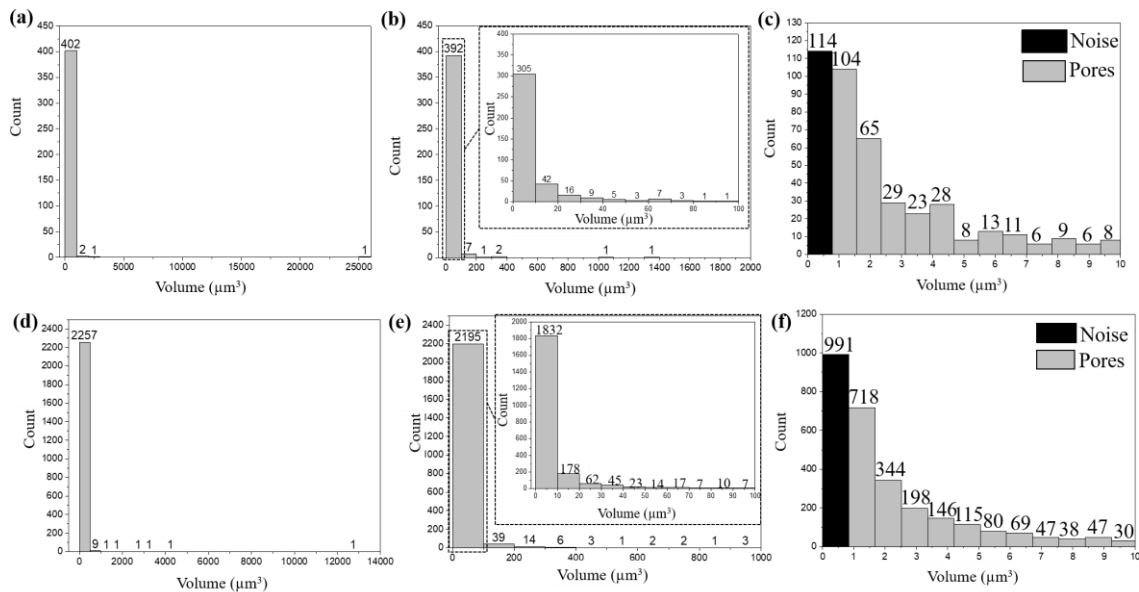 (a)
450
400
350
300
250
200
150
100
50
0
Count
402
2 1 1
0 5000 10000 15000 20000 25000
Volume (µm³)
(b)
450
400
350
300
250
200
150
100
50
0
Count
392
7 1 2 1 1
0 200 400 600 800 1000 1200 1400 1600 1800 2000
Volume (µm³)
400
350
300
250
200
150
100
50
0
Count
305
42 16 9 5 3 7 3 1 1
0 20 40 60 80 100
Volume (µm³)
(c)
130
120
110
100
90
80
70
60
50
40
30
20
10
0
Count
Noise
Pores
114 104 65 29 23 28 8 13 11 6 9 6 8
0 1 2 3 4 5 6 7 8 9 10
Volume (µm³)
(d)
2400
2200
2000
1800
1600
1400
1200
1000
800
600
400
200
0
Count
2257
9 1 1 1 1 1 1
0 2000 4000 6000 8000 10000 12000 14000
Volume (µm³)
(e)
2400
2200
2000
1800
1600
1400
1200
1000
800
600
400
200
0
Count
2195
39 14 6 3 1 2 2 1 3
0 200 400 600 800 1000
Volume (µm³)
2000
1800
1600
1400
1200
1000
800
600
400
200
0
Count
1832
178 62 45 23 14 17 7 10 7
0 10 20 30 40 50 60 70 80 90 100
Volume (µm³)
(f)
1200
1000
800
600
400
200
0
Count
Noise
Pores
991 718 344 198 146 115 80 69 47 38 47 30
0 1 2 3 4 5 6 7 8 9 10
Volume (µm³)